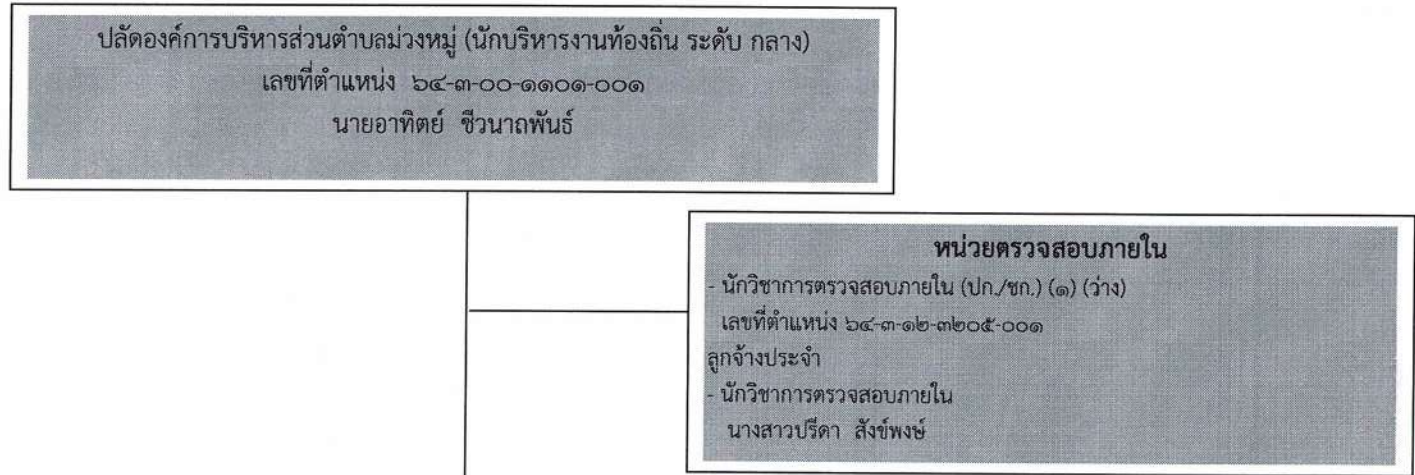 ปลัดองค์การบริหารส่วนตำบลม่วงหมู่ (นักบริหารงานท้องถิ่น ระดับ กลาง)
เลขที่ตำแหน่ง ๖๔-๓-๐๐-๑๑๐๑-๐๐๑
นายอาทิตย์ ชีวนาถพันธ์
หน่วยตรวจสอบภายใน
- นักวิชาการตรวจสอบภายใน (ปก./ชก.) (๑) (ว่าง)
เลขที่ตำแหน่ง ๖๔-๓-๑๒-๓๒๐๕-๐๐๑
ลูกจ้างประจำ
- นักวิชาการตรวจสอบภายใน
นางสาวปรีดา สังข์พงษ์